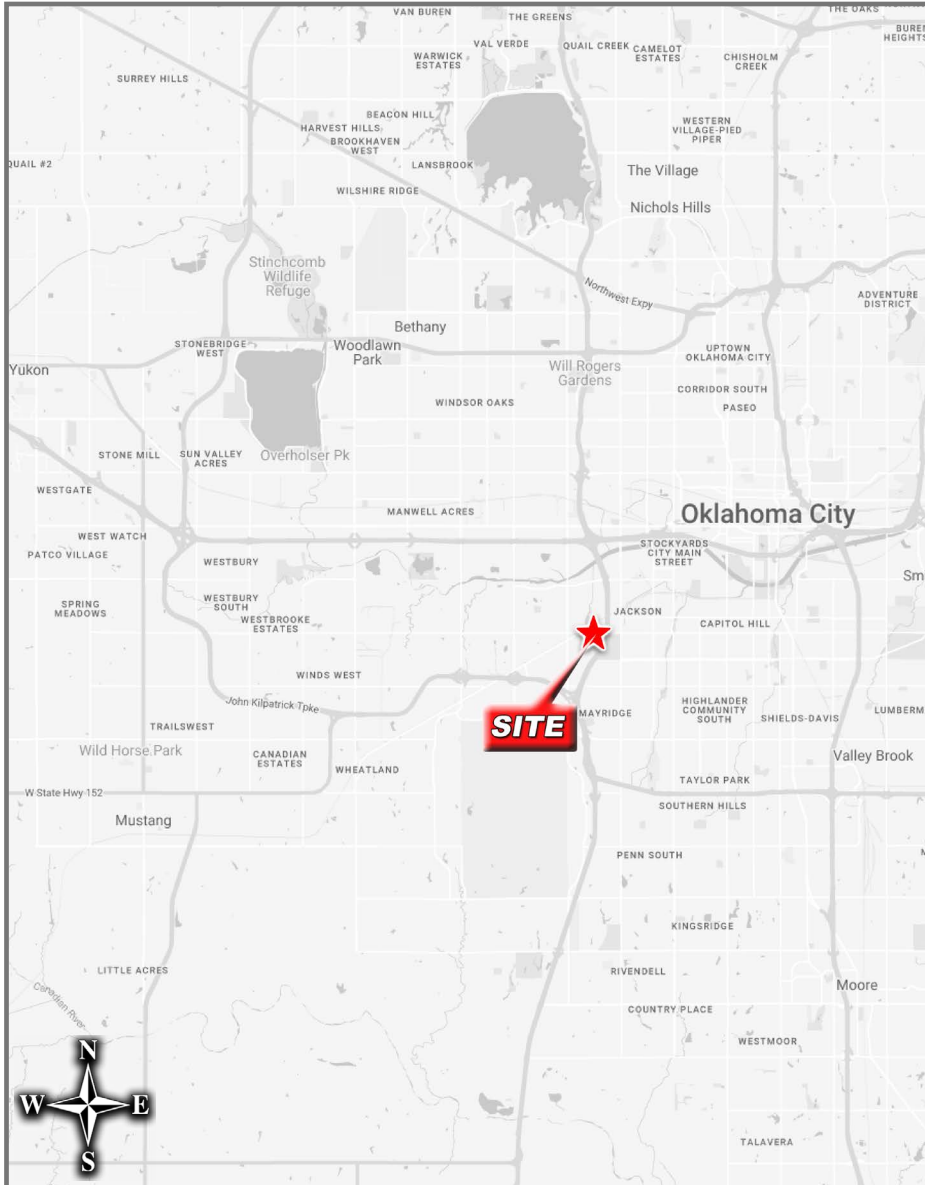 VAN BUREN
THE GREENS
THE OAKS
VAL VERDE
QUAIL CREEK
CAMELOT
ESTATES
BUREN
HEIGHTS
WARWICK
ESTATES
CHISHOLM
CREEK
SURREY HILLS
BEACON HILL
HARVEST HILLS
BROOKHAVEN
WEST
WESTERN
VILLAGE-PIED
PIPER
QUAIL #2
LANSBROOK
The Village
WILSHIRE RIDGE
Nichols Hills
Stinchcomb
Wildlife
Refuge
Northwest Expy
ADVENTURE
DISTRICT
Bethany
STONEBRIDGE
WEST
Woodlawn
Park
UPTOWN
OKLAHOMA CITY
Yukon
Will Rogers
Gardens
CORRIDOR SOUTH
WINDSOR OAKS
PASEO
STONE MILL
SUN VALLEY
ACRES
Overholser Pk
WESTGATE
MANWELL ACRES
Oklahoma City
WEST WATCH
STOCKYARDS
CITY MAIN
STREET
PATCO VILLAGE
WESTBURY
Sm
SPRING
MEADOWS
WESTBURY
SOUTH
WESTBROOKE
ESTATES
JACKSON
CAPITOL HILL
WINDS WEST
John Kilpatrick Tpke
HIGHLANDER
COMMUNITY
SOUTH
SITE
MAYRIDGE
SHIELDS-DAVIS
LUMBERM
TRAILSWEST
Wild Horse Park
CANADIAN
ESTATES
WHEATLAND
Valley Brook
TAYLOR PARK
W State Hwy 152
SOUTHERN HILLS
Mustang
PENN SOUTH
KINGSRIDGE
LITTLE ACRES
RIVENDELL
Moore
Canadian River
COUNTRY PLACE
WESTMOOR
N
W
E
S
TALAVERA